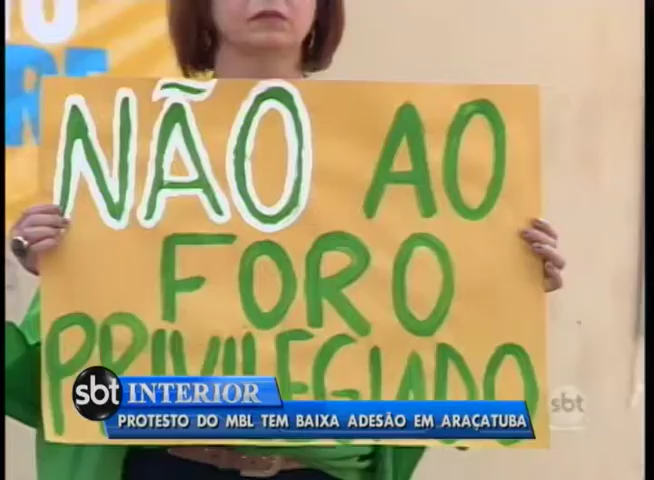 NÃO AO
FORO
PRIVILEGIADO
sbt INTERIOR
PROTESTO DO MBL TEM BAIXA ADESÃO EM ARAÇATUBA
sbt